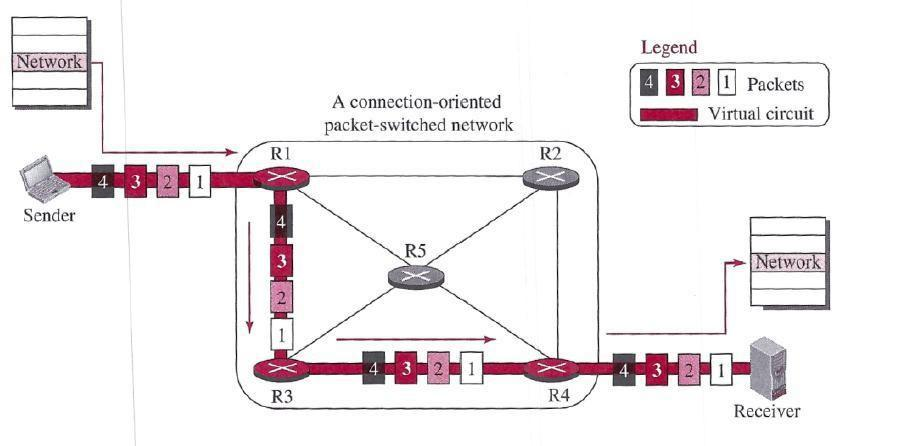 Network
Legend
4 3 2 1 Packets
Virtual circuit
A connection-oriented
packet-switched network
R1
R2
4 3 2 1
Sender
4
3
2
1
R5
Network
4 3 2 1
4 3 2 1
R3
R4
Receiver